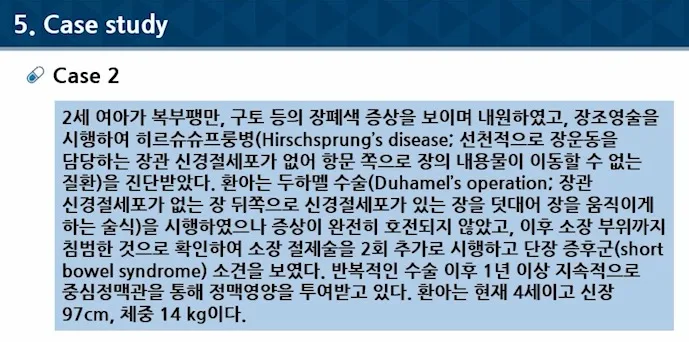 5. Case study
Case 2
2세 여아가 복부팽만, 구토 등의 장폐색 증상을 보이며 내원하였고, 장조영술을
시행하여 히르슈슈프룽병(Hirschsprung's disease; 선천적으로 장운동을
담당하는 장관 신경절세포가 없어 항문 쪽으로 장의 내용물이 이동할 수 없는
질환)을 진단받았다. 환아는 두하멜 수술(Duhamel's operation; 장관
신경절세포가 없는 장 뒤쪽으로 신경절세포가 있는 장을 덧대어 장을 움직이게
하는 술식)을 시행하였으나 증상이 완전히 호전되지 않았고, 이후 소장 부위까지
침범한 것으로 확인하여 소장 절제술을 2회 추가로 시행하고 단장 증후군(short
bowel syndrome) 소견을 보였다. 반복적인 수술 이후 1년 이상 지속적으로
중심정맥관을 통해 정맥영양을 투여받고 있다. 환아는 현재 4세이고 신장
97cm, 체중 14 kg이다.